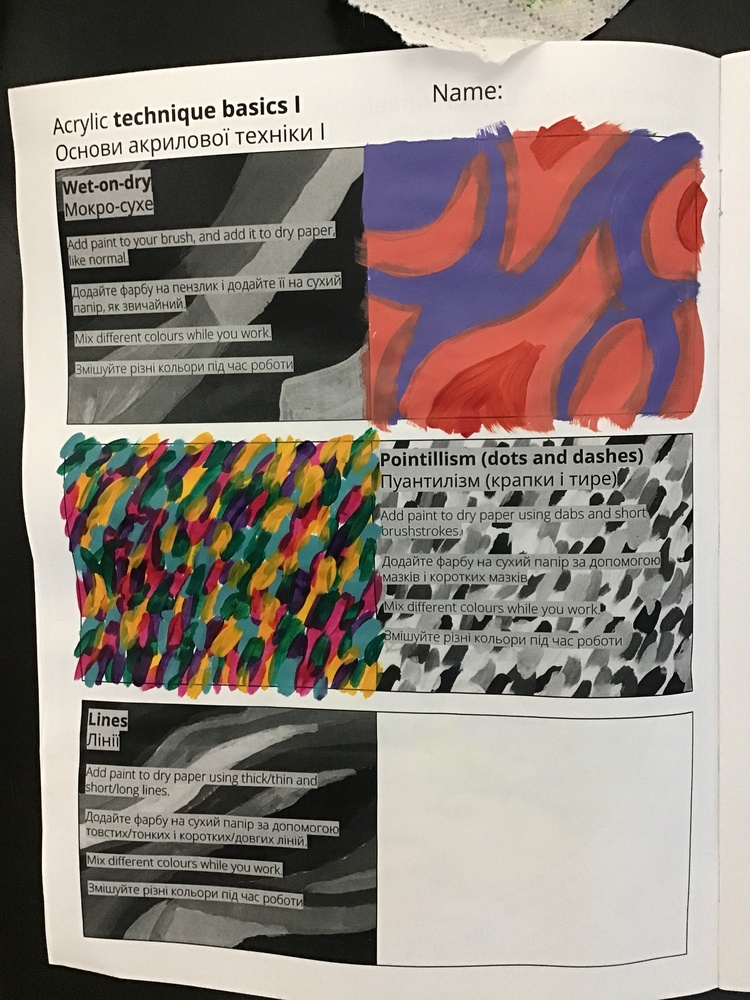 Acrylic technique basics I
Основи акрилової техніки I
Name:
Wet-on-dry
Мокро-сухе
Add paint to your brush, and add it to dry paper,
like normal.
Додайте фарбу на пензлик і додайте її на сухий
папір, як звичайний.
Mix different colours while you work.
Змішуйте різні кольори під час роботи
Pointillism (dots and dashes)
Пуантилізм (крапки і тире)
Add paint to dry paper using dabs and short
brushstrokes.
Додайте фарбу на сухий папір за допомогою
мазків і коротких мазків
Mix different colours while you work.
Змішуйте різні кольори під час роботи
Lines
Лінії
Add paint to dry paper using thick/thin and
short/long lines.
Додайте фарбу на сухий папір за допомогою
товстих/тонких і коротких/довгих ліній.
Mix different colours while you work.
Змішуйте різні кольори під час роботи